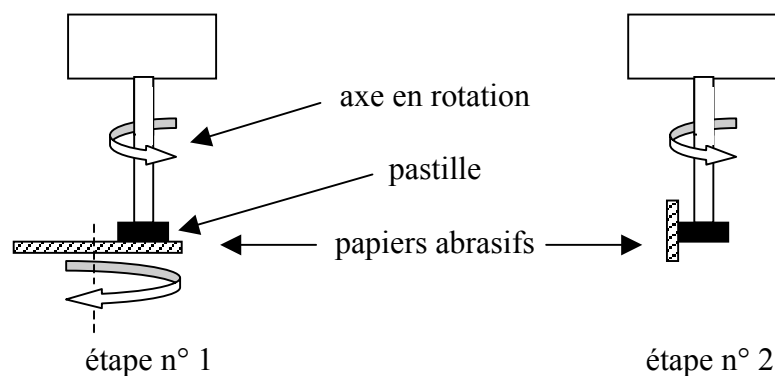 axe en rotation
pastille
papiers abrasifs
étape n° 1
étape n° 2